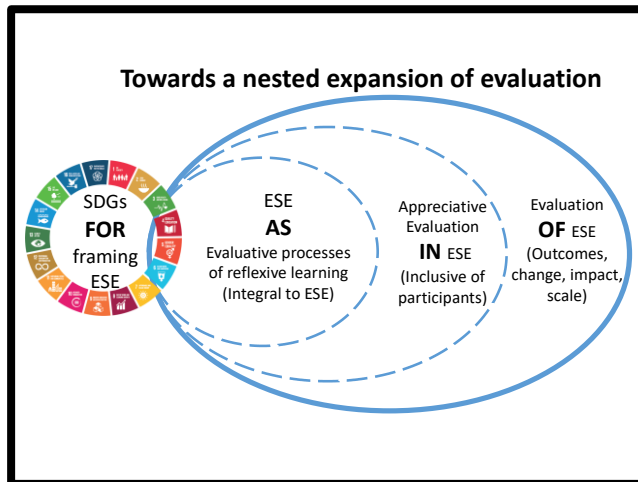 Towards a nested expansion of evaluation
SDGs
FOR
framing
ESE
ESE
AS
Evaluative processes
of reflexive learning
(Integral to ESE)
Appreciative
Evaluation
IN ESE
(Inclusive of
participants)
Evaluation
OF ESE
(Outcomes,
change, impact,
scale)